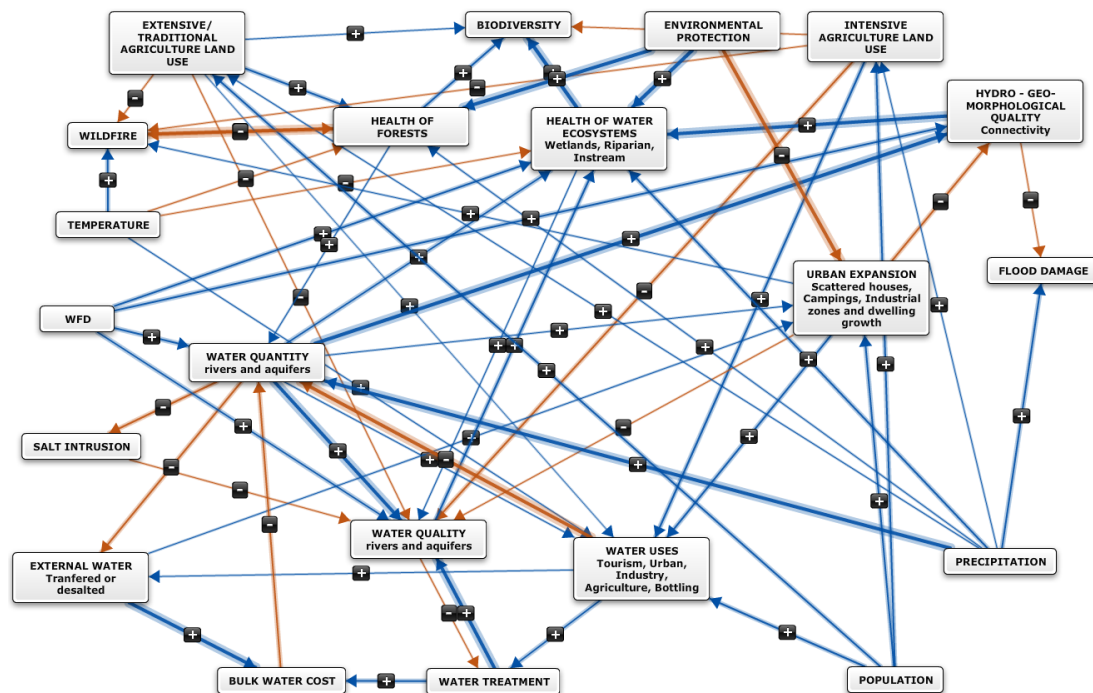 EXTENSIVE/
TRADITIONAL
AGRICULTURE LAND
USE
BIODIVERSITY
ENVIRONMENTAL
PROTECTION
INTENSIVE
AGRICULTURE LAND
USE
WILDFIRE
HEALTH OF
FORESTS
HEALTH OF WATER
ECOSYSTEMS
Wetlands, Riparian,
Instream
HYDRO - GEO-
MORPHOLOGICAL
QUALITY
Connectivity
TEMPERATURE
WFD
WATER QUANTITY
rivers and aquifers
URBAN EXPANSION
Scattered houses,
Campings, Industrial
zones and dwelling
growth
FLOOD DAMAGE
SALT INTRUSION
WATER QUALITY
rivers and aquifers
EXTERNAL WATER
Tranfered or
desalted
WATER USES
Tourism, Urban,
Industry,
Agriculture, Bottling
PRECIPITATION
BULK WATER COST
WATER TREATMENT
POPULATION